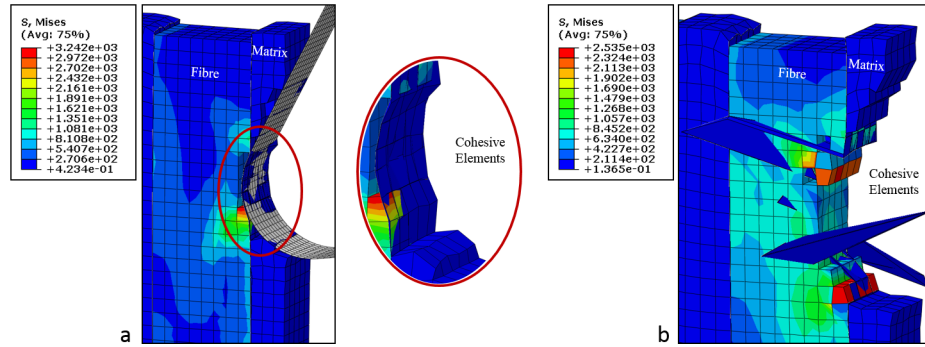 S, Mises
(Avg: 75%)
+3.242e+03
+2.972e+03
+2.702e+03
+2.432e+03
+2.161e+03
+1.891e+03
+1.621e+03
+1.351e+03
+1.081e+03
+8.108e+02
+5.407e+02
+2.706e+02
+4.234e-01
Fibre
Matrix
a
Cohesive
Elements
S, Mises
(Avg: 75%)
+2.535e+03
+2.324e+03
+2.113e+03
+1.902e+03
+1.690e+03
+1.479e+03
+1.268e+03
+1.057e+03
+8.452e+02
+6.340e+02
+4.227e+02
+2.114e+02
+1.365e-01
Fibre
Matrix
Cohesive
Elements
b